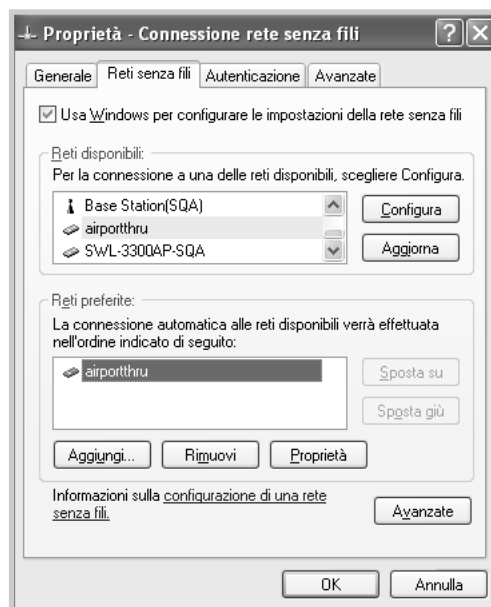 Proprietà - Connessione rete senza fili
Generale Reti senza fili Autenticazione Avanzate
Usa Windows per configurare le impostazioni della rete senza fili
Reti disponibili:
Per la connessione a una delle reti disponibili, scegliere Configura.
Base Station(SQA)
airportthru
SWL-3300AP-SQA
Configura
Aggiorna
Reti preferite:
La connessione automatica alle reti disponibili verrà effettuata
nell'ordine indicato di seguito:
airportthru
Sposta su
Sposta giù
Aggiungi... Rimuovi Proprietà
Informazioni sulla configurazione di una rete
senza fili.
Avanzate
OK Annulla